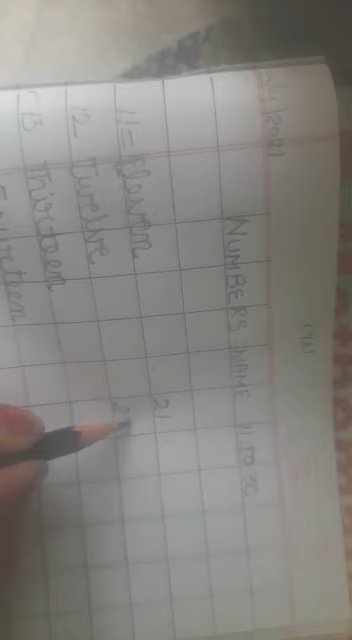 NUMBERS NAME 11 TO 30
11 = Eleven 21
12 - Twelve
13 Thirteen